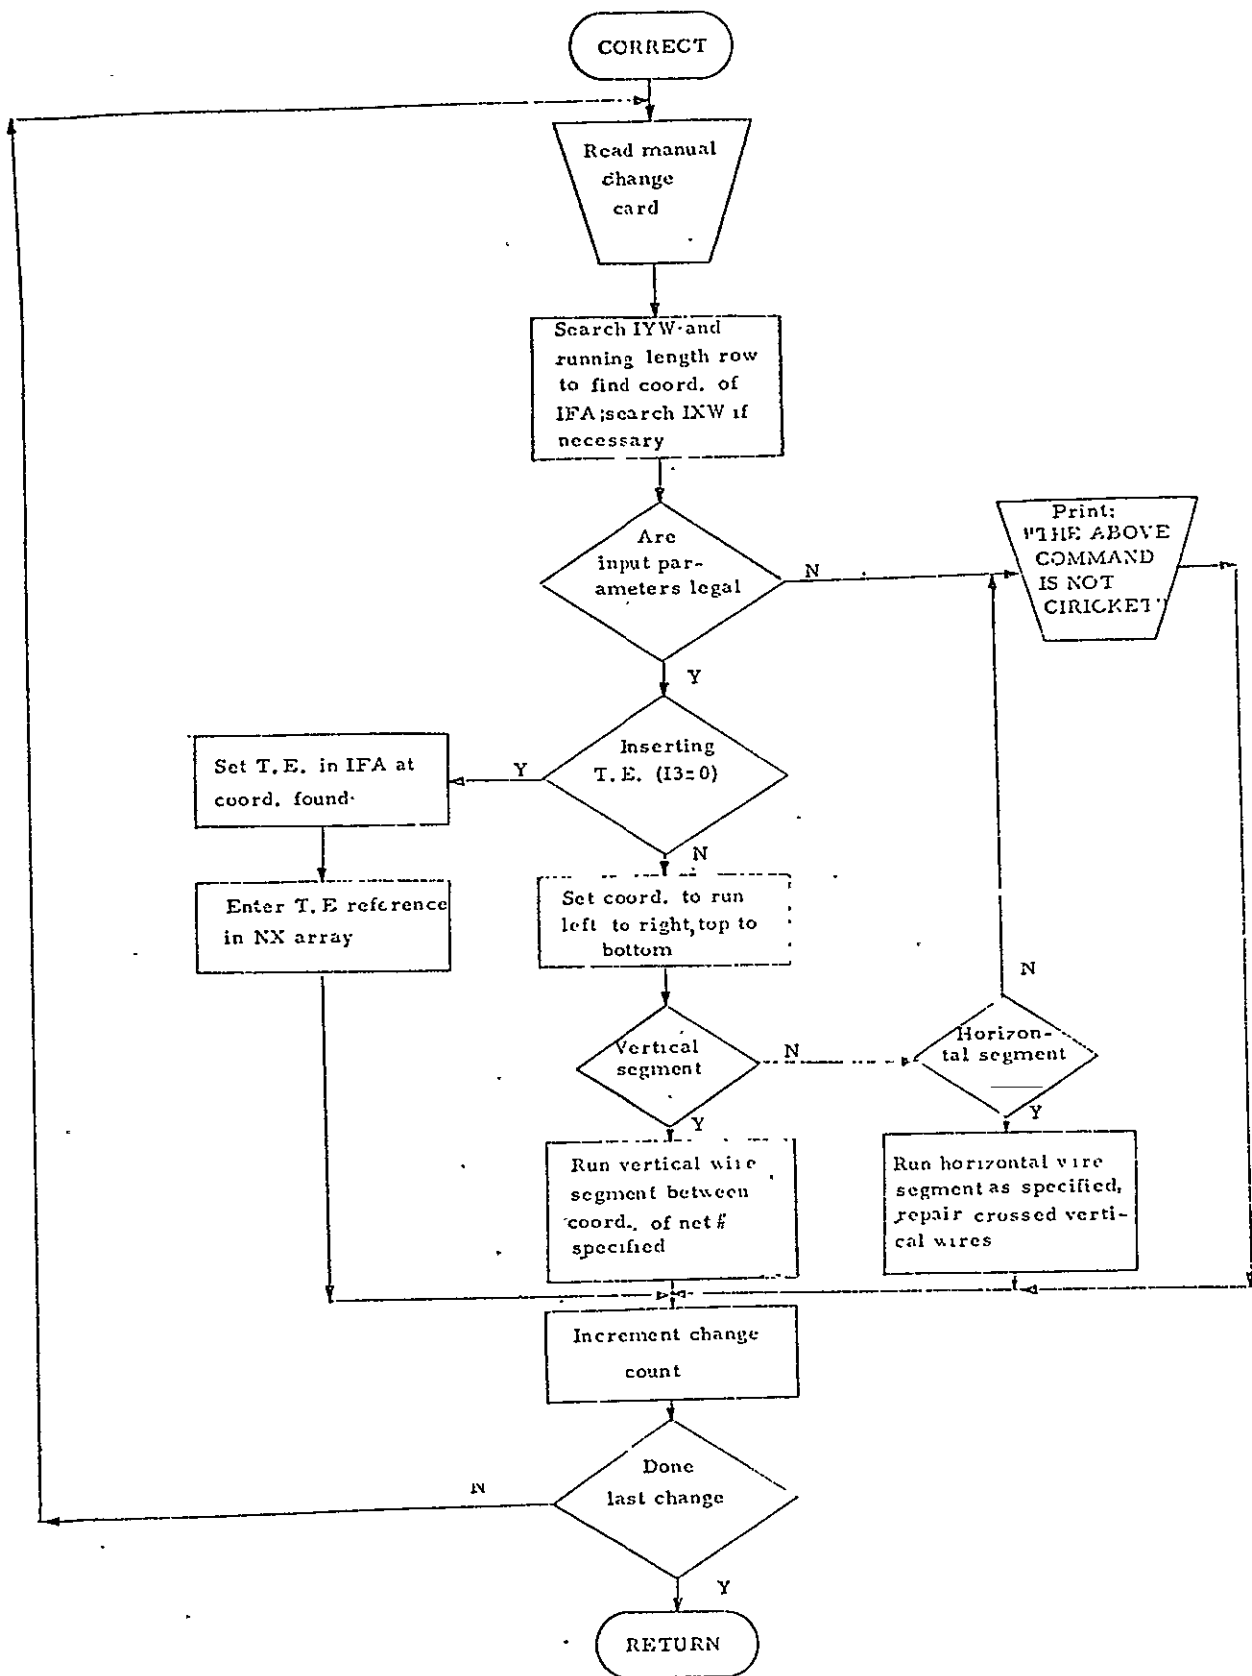 CORRECT
Read manual
change
card
Search IYW and
running length row
to find coord. of
IFA; search IXW if
necessary
Are
input par-
ameters legal
N
Print:
"THE ABOVE
COMMAND
IS NOT
CIRICKET"
Y
Inserting
T.E. (I3=0)
Y
Set T.E. in IFA at
coord. found
N
Enter T.E reference
in NX array
Set coord. to run
left to right, top to
bottom
N
Vertical
segment
N
Horizon-
tal segment
Y
Y
Run vertical wire
segment between
coord. of net #
specified
Run horizontal wire
segment as specified,
repair crossed verti-
cal wires
Increment change
count
Done
last change
N
Y
RETURN